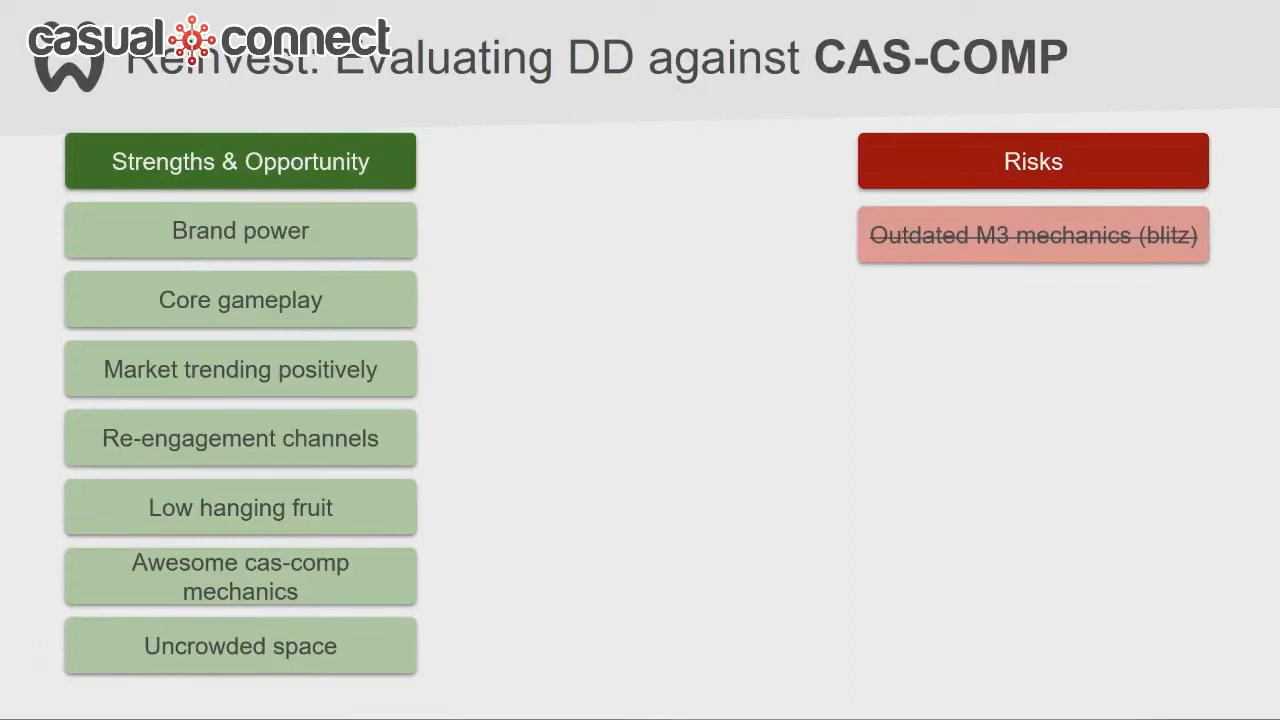 casual connect
Reinvest: Evaluating DD against CAS-COMP
Strengths & Opportunity
Brand power
Core gameplay
Market trending positively
Re-engagement channels
Low hanging fruit
Awesome cas-comp
mechanics
Uncrowded space
Risks
Outdated M3 mechanics (blitz)